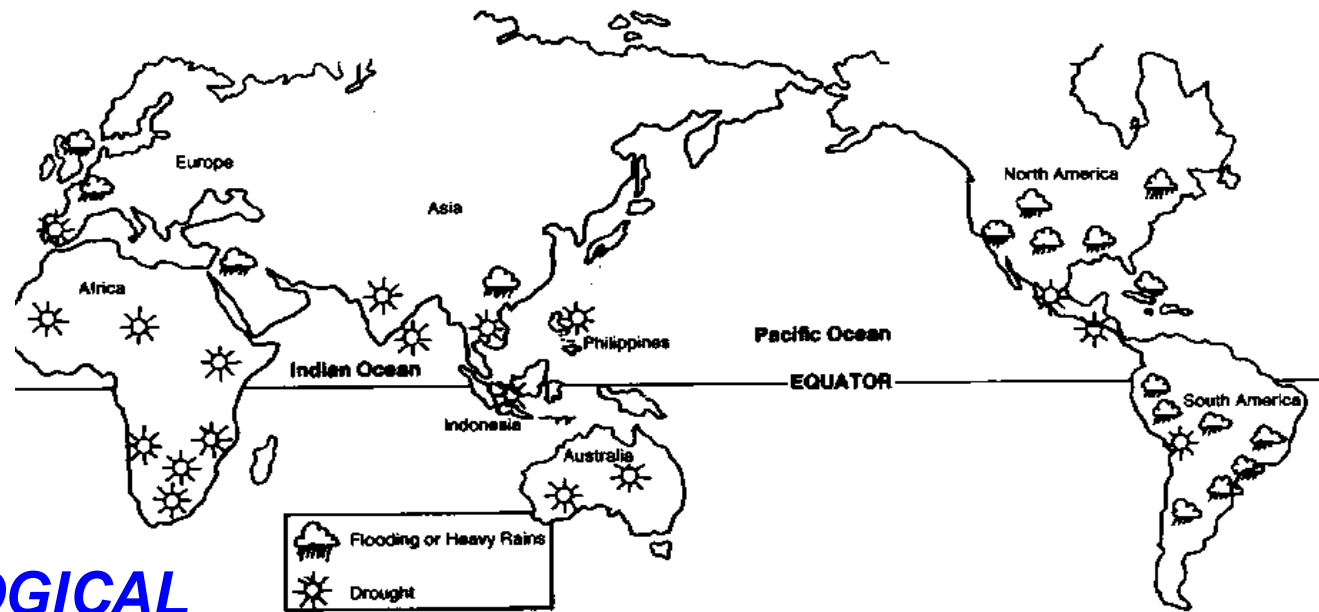 Europe
North America
Asia
Africa
Philippines
Pacific Ocean
Indian Ocean
EQUATOR
South America
Indonesia
Australia
Flooding or Heavy Rains
Drought
OGICAL